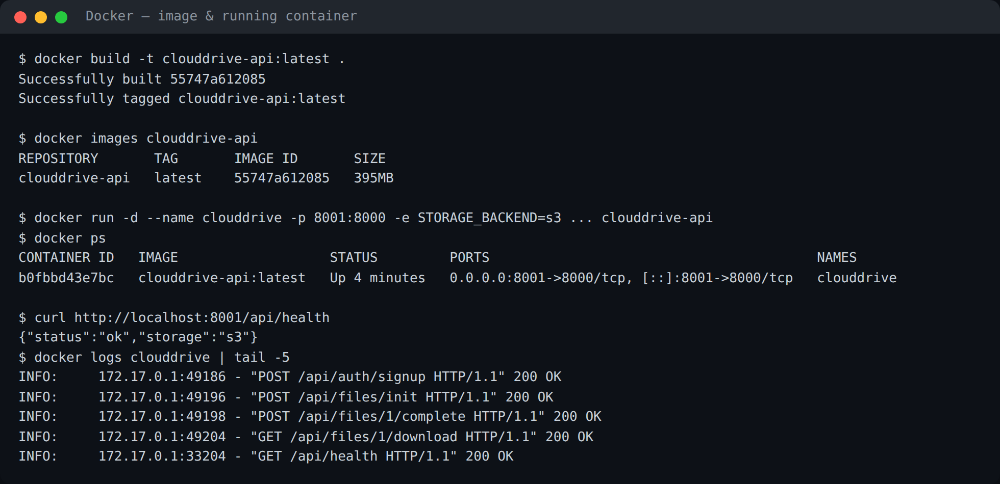 Docker — image & running container
$ docker build -t clouddrive-api:latest .
Successfully built 55747a612085
Successfully tagged clouddrive-api:latest
$ docker images clouddrive-api
REPOSITORY       TAG       IMAGE ID       SIZE
clouddrive-api   latest    55747a612085   395MB
$ docker run -d --name clouddrive -p 8001:8000 -e STORAGE_BACKEND=s3 ... clouddrive-api
$ docker ps
CONTAINER ID   IMAGE                   STATUS         PORTS                                         NAMES
b0fbbd43e7bc   clouddrive-api:latest   Up 4 minutes   0.0.0.0:8001->8000/tcp, [::]:8001->8000/tcp   clouddrive
$ curl http://localhost:8001/api/health
{"status":"ok","storage":"s3"}
$ docker logs clouddrive | tail -5
INFO:     172.17.0.1:49186 - "POST /api/auth/signup HTTP/1.1" 200 OK
INFO:     172.17.0.1:49196 - "POST /api/files/init HTTP/1.1" 200 OK
INFO:     172.17.0.1:49198 - "POST /api/files/1/complete HTTP/1.1" 200 OK
INFO:     172.17.0.1:49204 - "GET /api/files/1/download HTTP/1.1" 200 OK
INFO:     172.17.0.1:33204 - "GET /api/health HTTP/1.1" 200 OK